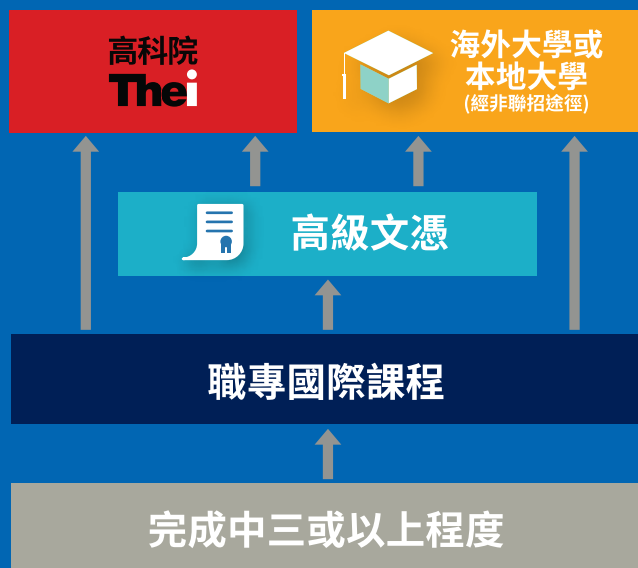 高科院
Thei
海外大學或
本地大學
(經非聯招途徑)
高級文憑
職專國際課程
完成中三或以上程度